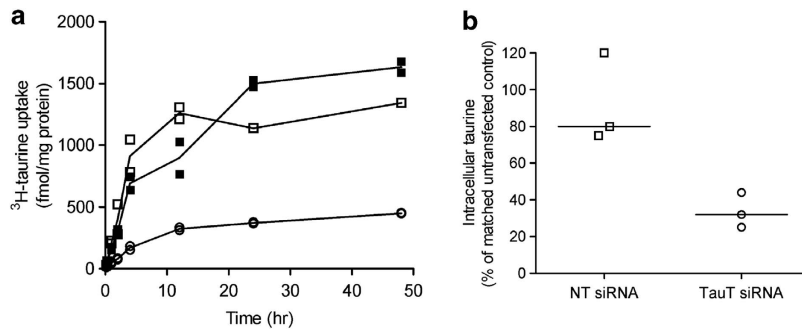 a
³H-taurine uptake
(fmol/mg protein)
2000
1500
1000
500
0
0
10
20
30
40
50
Time (hr)
b
Intracellular taurine
(% of matched untransfected control)
120
100
80
60
40
20
0
NT siRNA
TauT siRNA